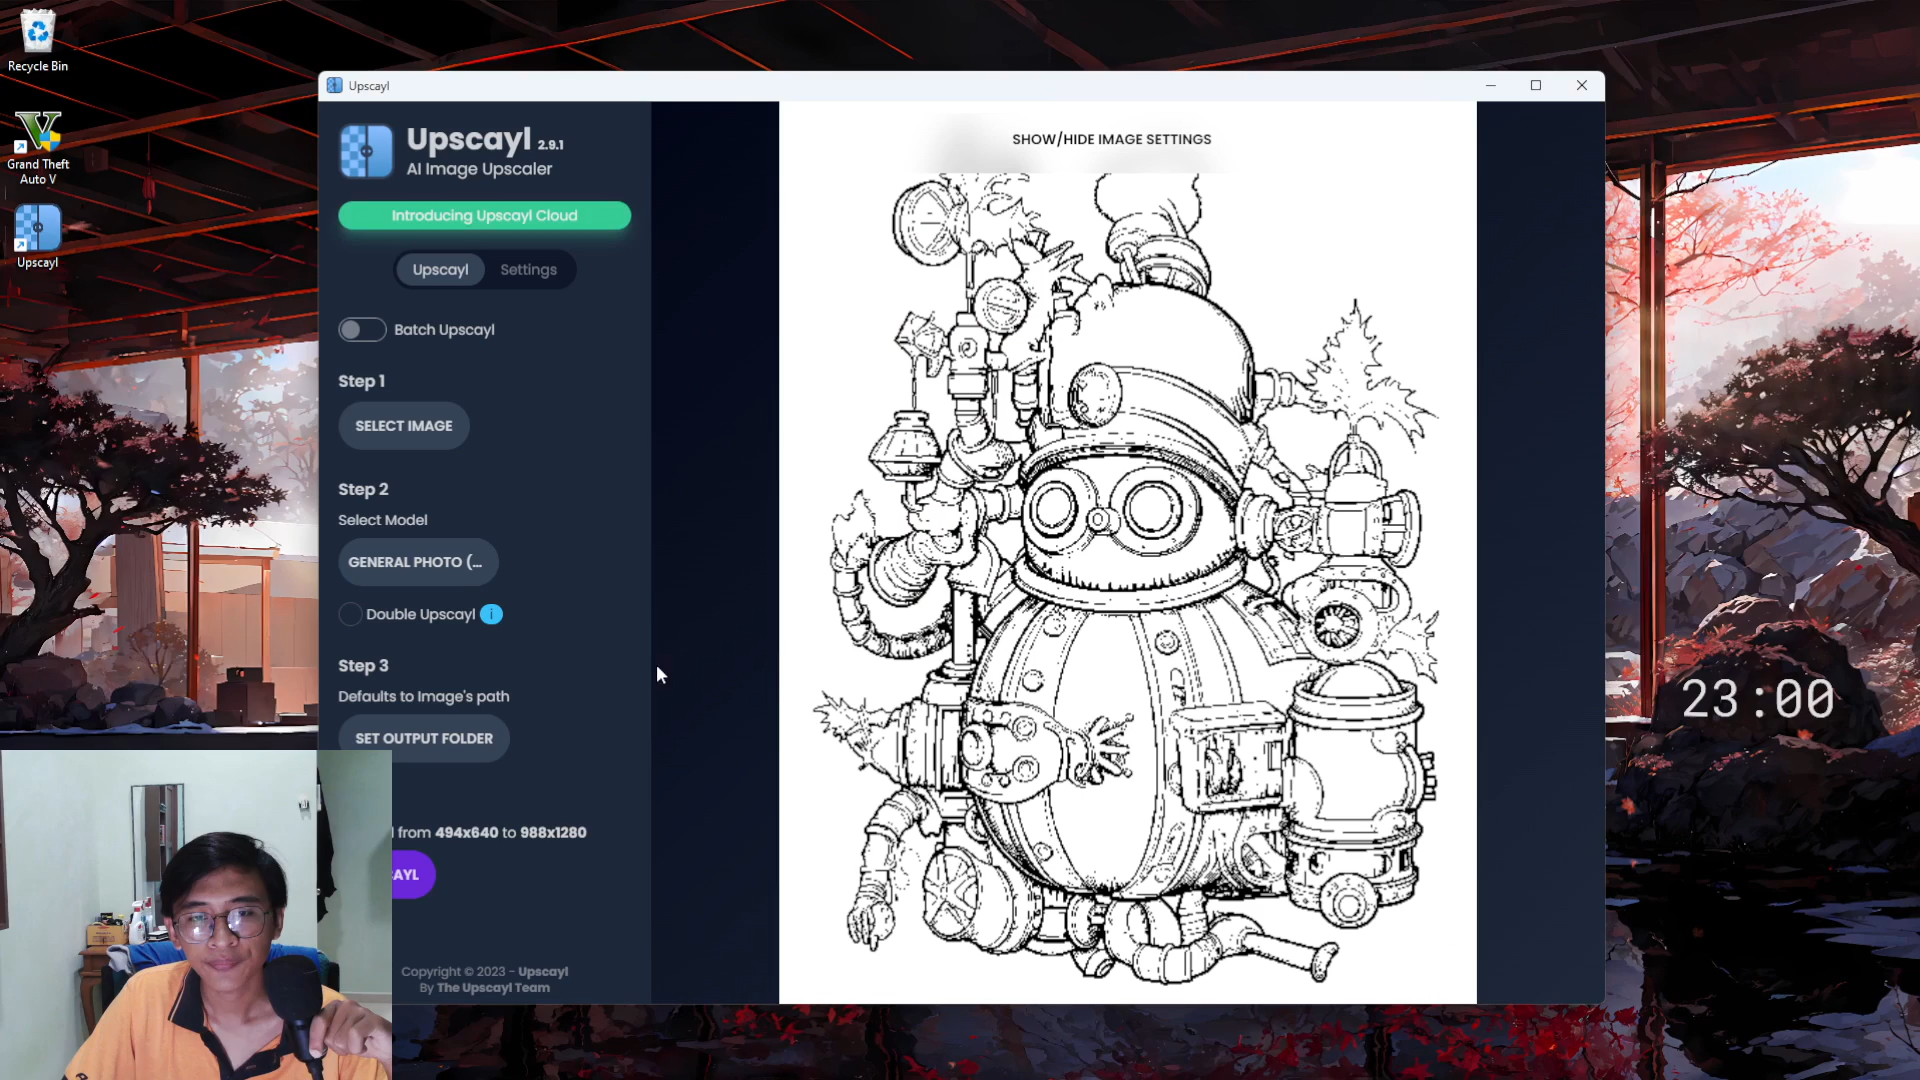 Recycle Bin
Grand Theft
Auto V
Upscayl
Upscayl
Upscayl 2.9.1
AI Image Upscaler
Introducing Upscayl Cloud
Upscayl
Settings
Batch Upscayl
Step 1
SELECT IMAGE
Step 2
Select Model
GENERAL PHOTO (...
Double Upscayl i
Step 3
Defaults to Image's path
SET OUTPUT FOLDER
from 494x640 to 988x1280
AYL
Copyright © 2023 - Upscayl
By The Upscayl Team
SHOW/HIDE IMAGE SETTINGS
23:00